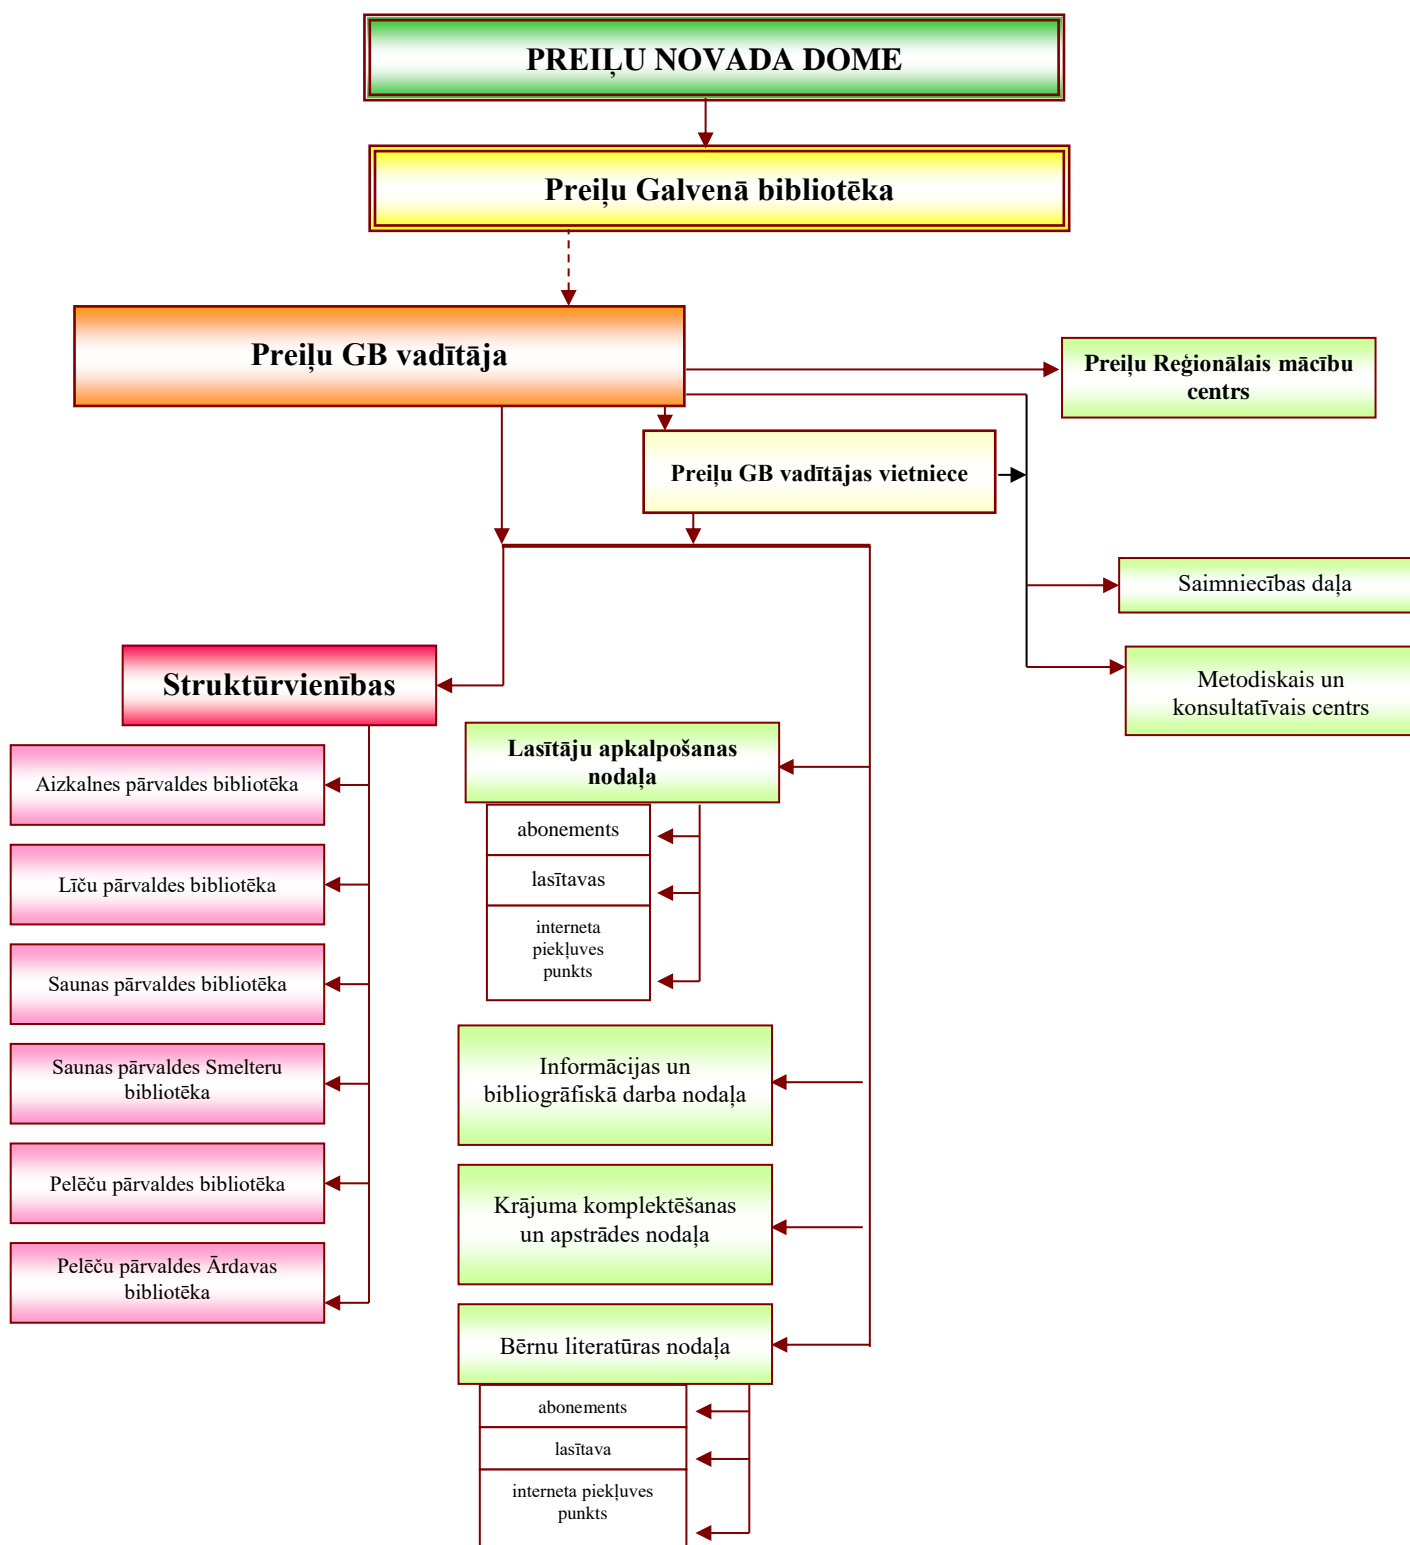 PREIĻU NOVADA DOME
Preiļu Galvenā bibliotēka
Preiļu GB vadītāja
Preiļu Reģionālais mācību
centrs
Preiļu GB vadītājas vietniece
Saimniecības daļa
Metodiskais un
konsultatīvais centrs
Struktūrvienības
Aizkalnes pārvaldes bibliotēka
Līču pārvaldes bibliotēka
Saunas pārvaldes bibliotēka
Saunas pārvaldes Smelteru
bibliotēka
Pelēču pārvaldes bibliotēka
Pelēču pārvaldes Ārdavas
bibliotēka
Lasītāju apkalpošanas
nodaļa
abonements
lasītavas
interneta
piekļuves
punkts
Informācijas un
bibliogrāfiskā darba nodaļa
Krājuma komplektēšanas
un apstrādes nodaļa
Bērnu literatūras nodaļa
abonements
lasītava
interneta piekļuves
punkts